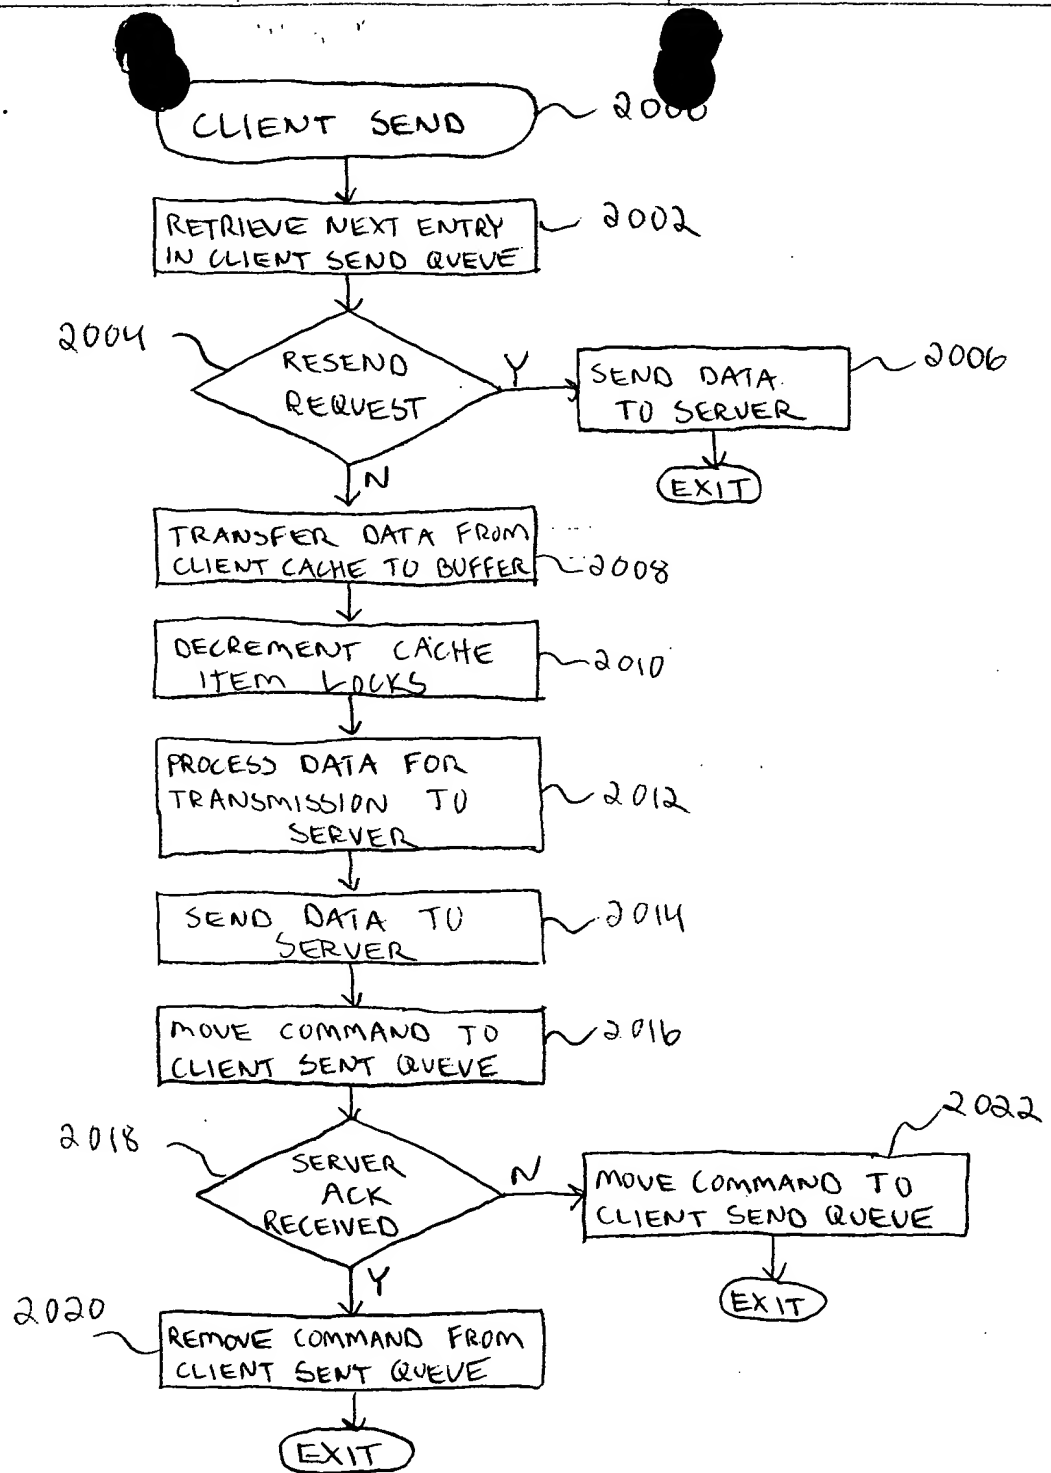 CLIENT SEND
2000
RETRIEVE NEXT ENTRY
IN CLIENT SEND QUEUE
2002
2004
RESEND
REQUEST
Y
SEND DATA
TO SERVER
2006
EXIT
N
TRANSFER DATA FROM
CLIENT CACHE TO BUFFER
2008
DECREMENT CACHE
ITEM LOCKS
2010
PROCESS DATA FOR
TRANSMISSION TO
SERVER
2012
SEND DATA TO
SERVER
2014
MOVE COMMAND TO
CLIENT SENT QUEUE
2016
2018
SERVER
ACK
RECEIVED
N
MOVE COMMAND TO
CLIENT SEND QUEUE
2022
EXIT
Y
2020
REMOVE COMMAND FROM
CLIENT SENT QUEUE
EXIT